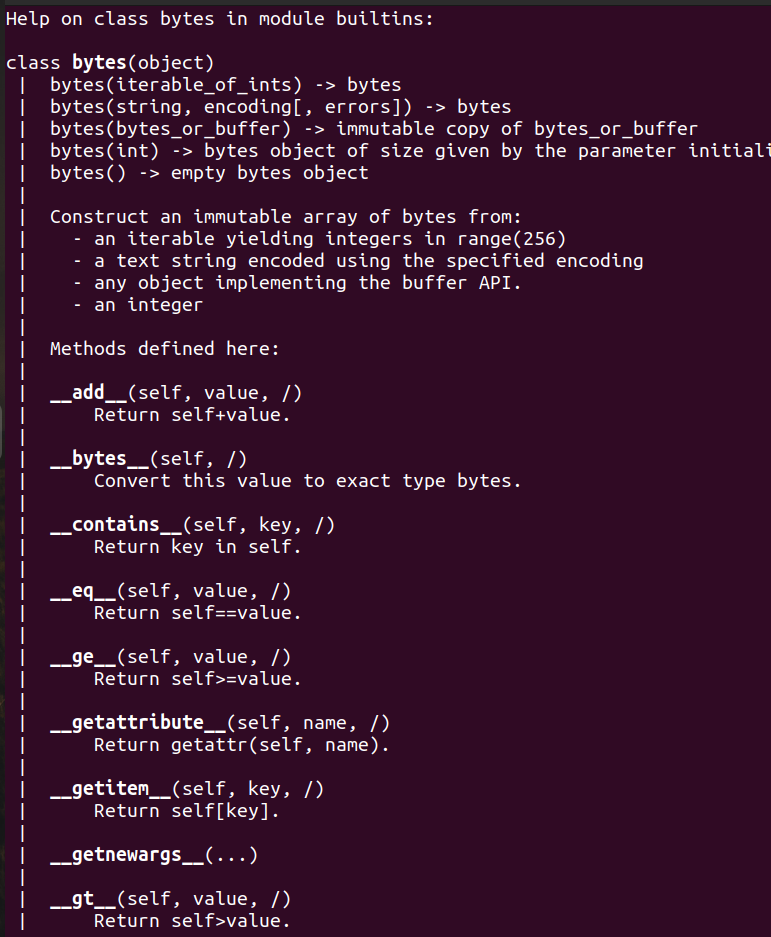 Help on class bytes in module builtins:

class bytes(object)
 |  bytes(iterable_of_ints) -> bytes
 |  bytes(string, encoding[, errors]) -> bytes
 |  bytes(bytes_or_buffer) -> immutable copy of bytes_or_buffer
 |  bytes(int) -> bytes object of size given by the parameter initiali
 |  bytes() -> empty bytes object
 |
 |  Construct an immutable array of bytes from:
 |    - an iterable yielding integers in range(256)
 |    - a text string encoded using the specified encoding
 |    - any object implementing the buffer API.
 |    - an integer
 |
 |  Methods defined here:
 |
 |  __add__(self, value, /)
 |      Return self+value.
 |
 |  __bytes__(self, /)
 |      Convert this value to exact type bytes.
 |
 |  __contains__(self, key, /)
 |      Return key in self.
 |
 |  __eq__(self, value, /)
 |      Return self==value.
 |
 |  __ge__(self, value, /)
 |      Return self>=value.
 |
 |  __getattribute__(self, name, /)
 |      Return getattr(self, name).
 |
 |  __getitem__(self, key, /)
 |      Return self[key].
 |
 |  __getnewargs__(...)
 |
 |  __gt__(self, value, /)
 |      Return self>value.